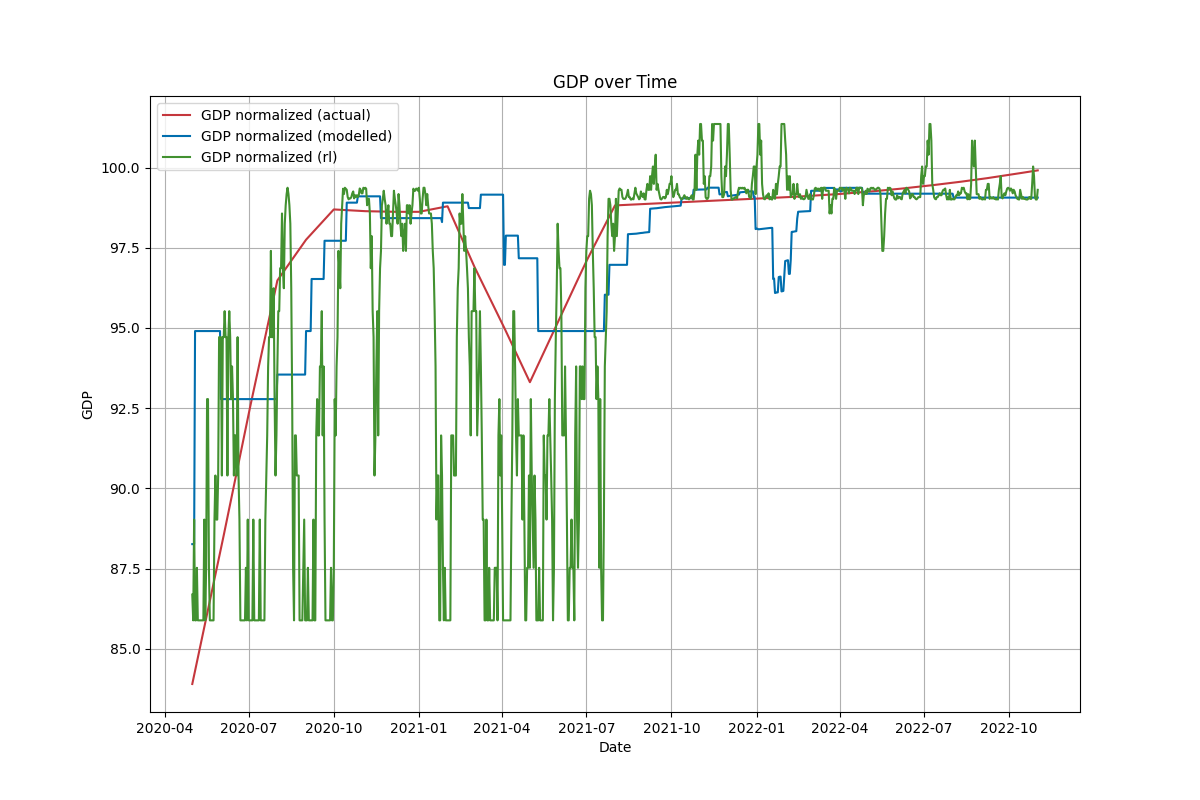 GDP over Time
GDP normalized (actual)
GDP normalized (modelled)
GDP normalized (rl)
100.0
97.5
95.0
92.5
90.0
87.5
85.0
GDP
2020-04 2020-07 2020-10 2021-01 2021-04 2021-07 2021-10 2022-01 2022-04 2022-07 2022-10
Date